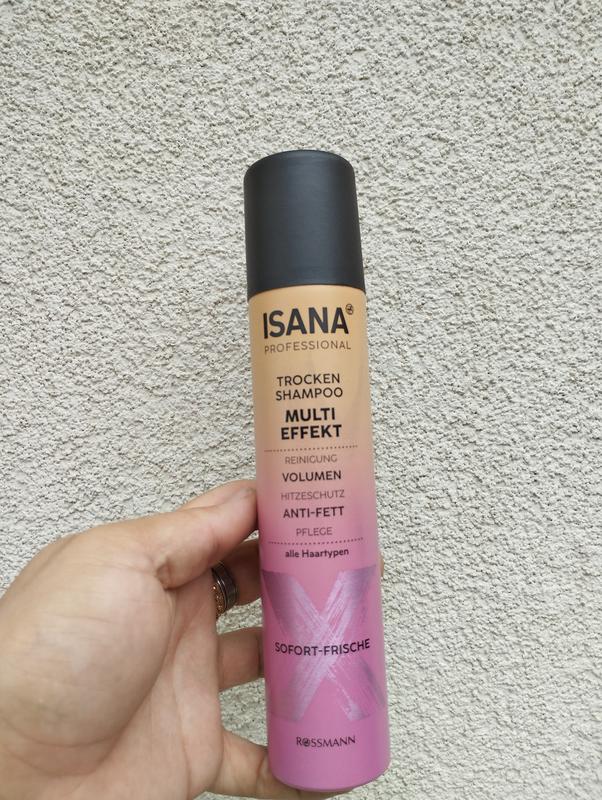 ISANA
PROFESSIONAL
TROCKEN
SHAMPOO
MULTI
EFFEKT
REINIGUNG
VOLUMEN
HITZESCHUTZ
ANTI-FETT
PFLEGE
alle Haartypen
X
SOFORT-FRISCHE
ROSSMANN